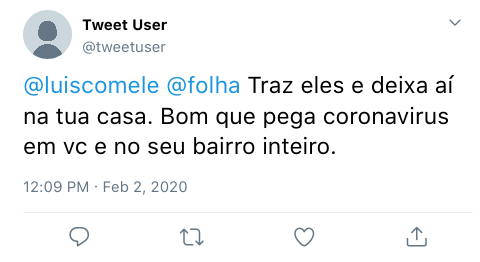 Tweet User
@tweetuser
@luiscomele @folha Traz eles e deixa aí
na tua casa. Bom que pega coronavirus
em vc e no seu bairro inteiro.
12:09 PM · Feb 2, 2020